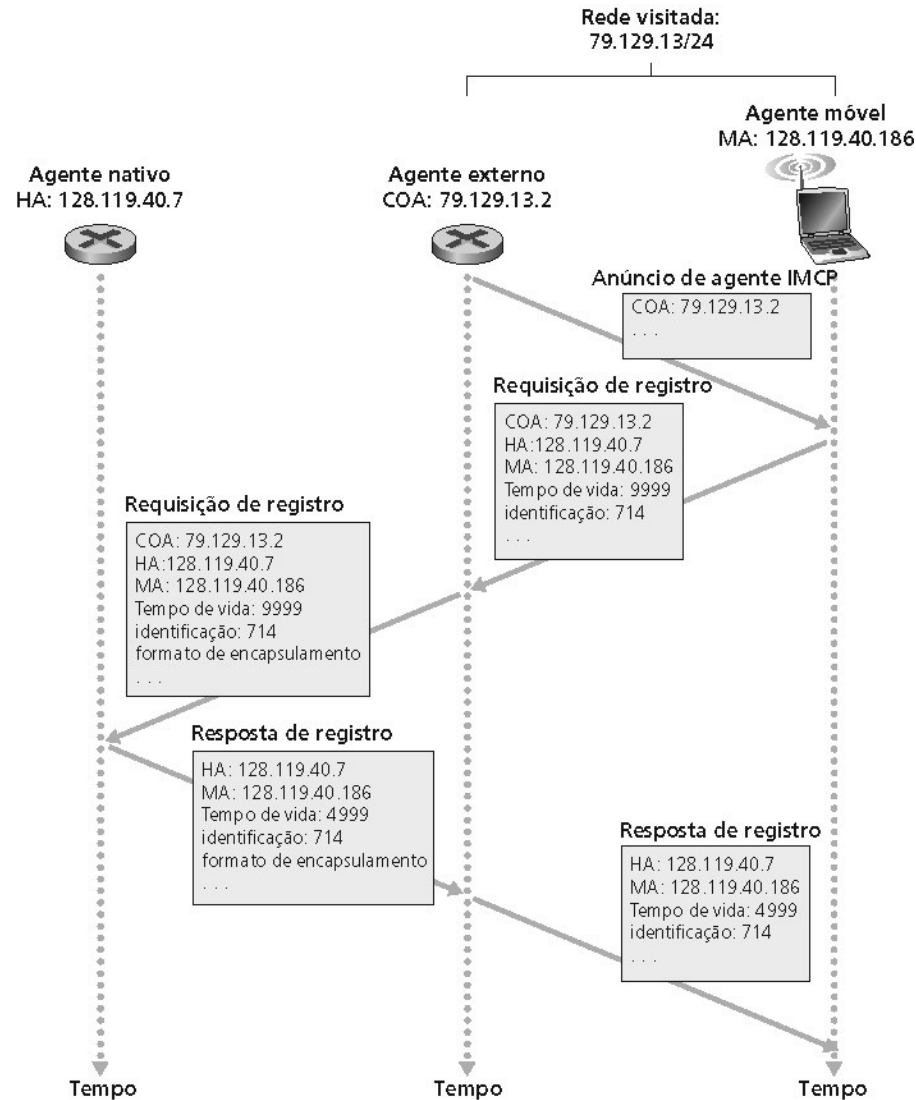 Rede visitada:
79.129.13/24
Agente móvel
MA: 128.119.40.186
Agente nativo
HA: 128.119.40.7
Agente externo
COA: 79.129.13.2
Anúncio de agente IMCP
COA: 79.129.13.2
. . .
Requisição de registro
COA: 79.129.13.2
HA:128.119.40.7
MA: 128.119.40.186
Tempo de vida: 9999
identificação: 714
. . .
Requisição de registro
COA: 79.129.13.2
HA:128.119.40.7
MA: 128.119.40.186
Tempo de vida: 9999
identificação: 714
formato de encapsulamento
. . .
Resposta de registro
HA: 128.119.40.7
MA: 128.119.40.186
Tempo de vida: 4999
identificação: 714
formato de encapsulamento
. . .
Resposta de registro
HA: 128.119.40.7
MA: 128.119.40.186
Tempo de vida: 4999
identificação: 714
. . .
Tempo
Tempo
Tempo